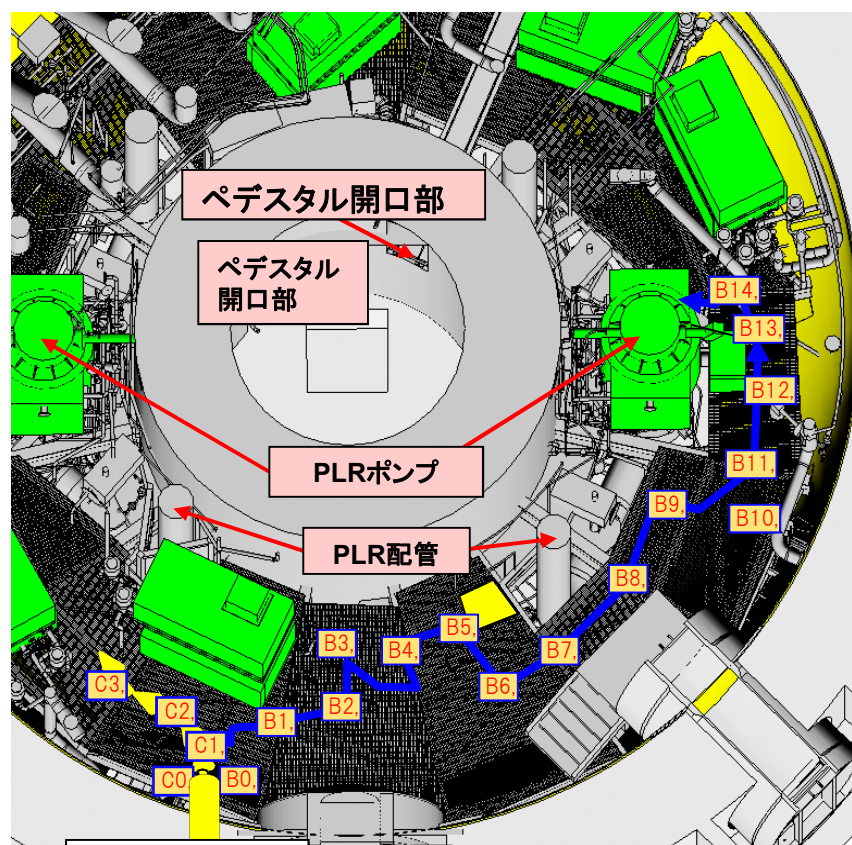 ペデスタル開口部
ペデスタル
開口部
B14,
B13,
B12,
PLRポンプ
B11,
B9,
B10,
PLR配管
B8,
B5,
B3,
B4,
B7,
B6,
C3,
B2,
C2,
B1,
C1,
C0,
B0,